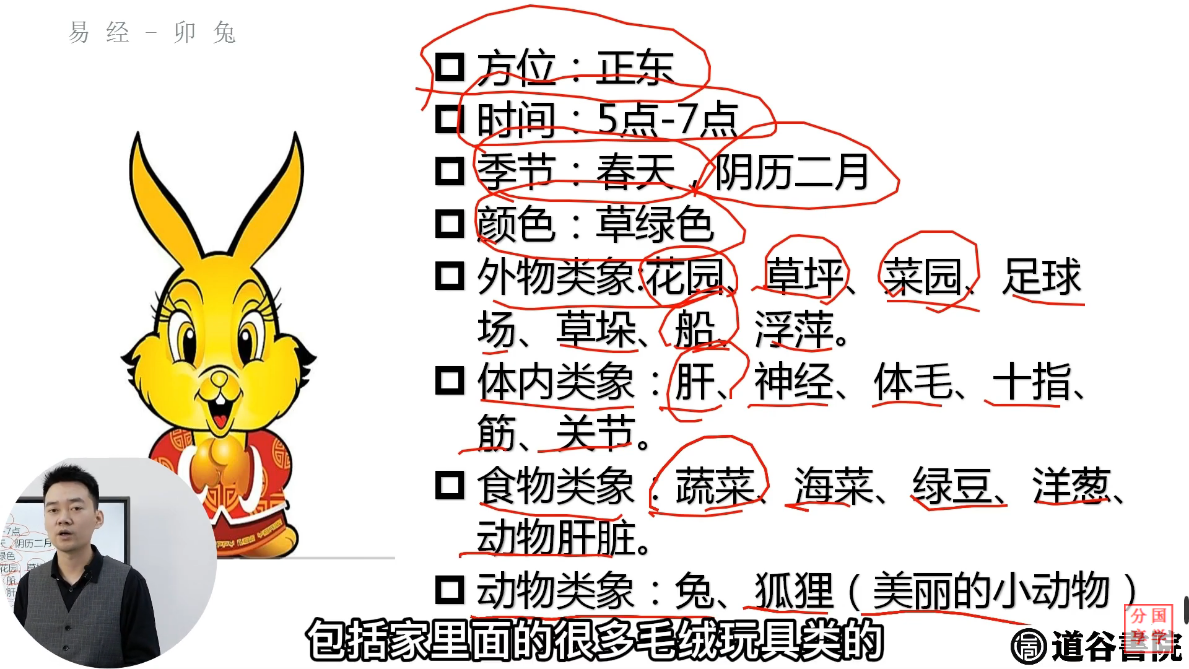 易经-卯兔
方位：正东
时间：5点-7点
季节：春天，阴历二月
颜色：草绿色
外物类象:花园、草坪、菜园、足球
场、草垛、船、浮萍。
体内类象：肝、神经、体毛、十指、
筋、关节。
食物类象：蔬菜、海菜、绿豆、洋葱、
动物肝脏。
动物类象：兔、狐狸（美丽的小动物）
包括家里面的很多毛绒玩具类的
分国
享学
道谷書院